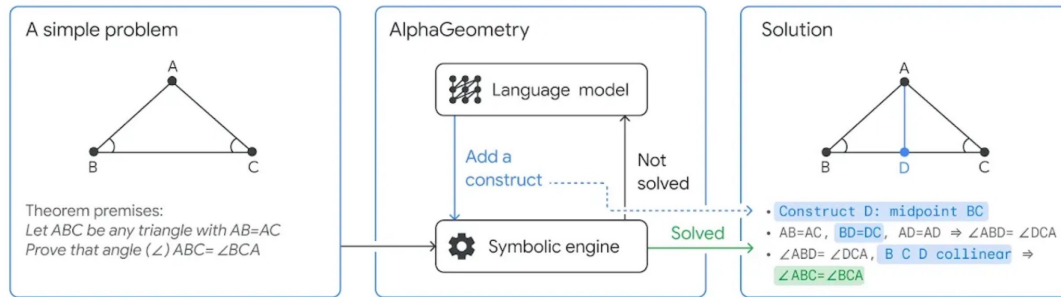 A simple problem
A
B
C
Theorem premises:
Let ABC be any triangle with AB=AC
Prove that angle (∠) ABC= ∠BCA
AlphaGeometry
Language model
Add a
construct
Not
solved
Symbolic engine
Solved
Solution
A
B
D
C
• Construct D: midpoint BC
• AB=AC, BD=DC, AD=AD ⇒ ∠ABD= ∠DCA
• ∠ABD= ∠DCA, B C D collinear ⇒
∠ABC=∠BCA